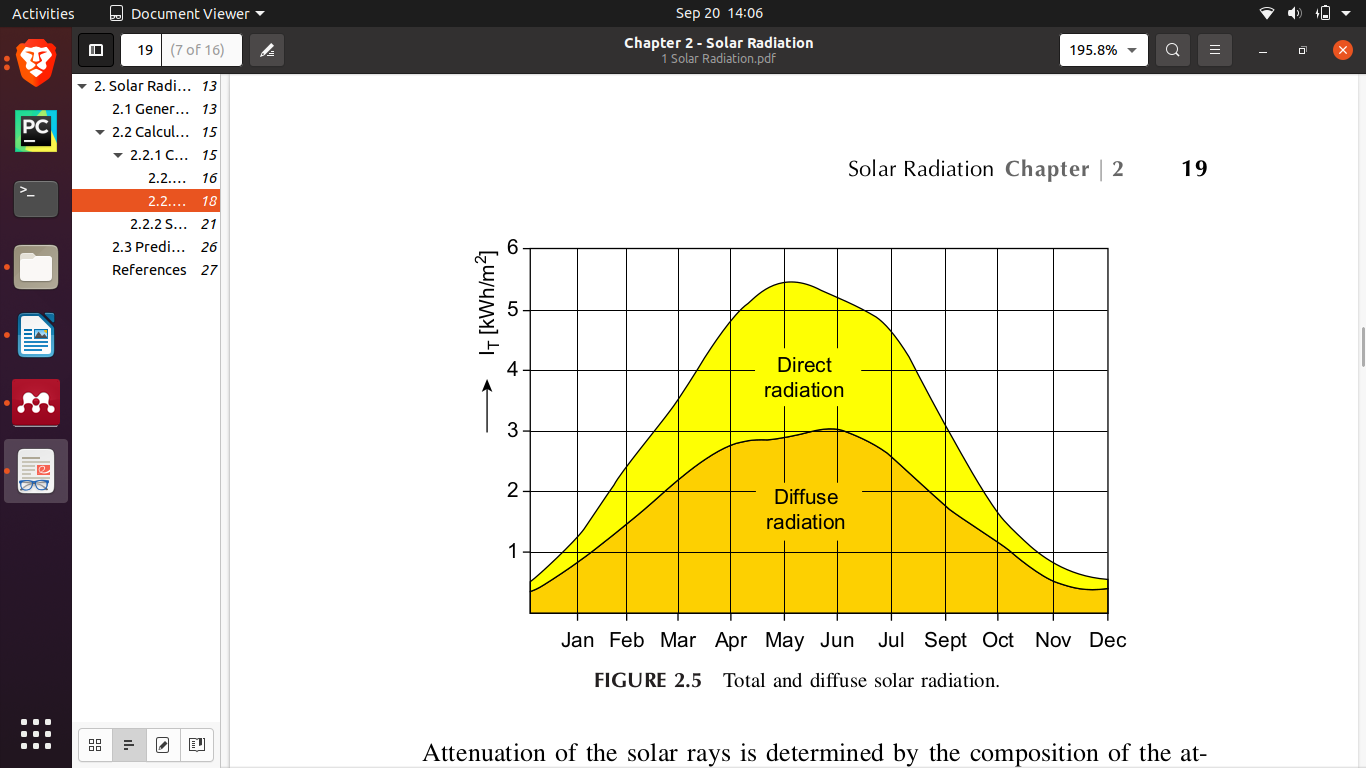 Activities Document Viewer Sep 20 14:06
19 (7 of 16) Chapter 2 - Solar Radiation 195.8%
1 Solar Radiation.pdf
2. Solar Radi... 13
2.1 Gener... 13
2.2 Calcul... 15
2.2.1 C... 15
2.2.... 16
2.2.... 18
2.2.2 S... 21
2.3 Predi... 26
References 27
PC
>_
Solar Radiation Chapter | 2 19
IT [kWh/m²]
6
5
4
3
2
1
Direct
radiation
Diffuse
radiation
Jan Feb Mar Apr May Jun Jul Sept Oct Nov Dec
FIGURE 2.5 Total and diffuse solar radiation.
Attenuation of the solar rays is determined by the composition of the at-